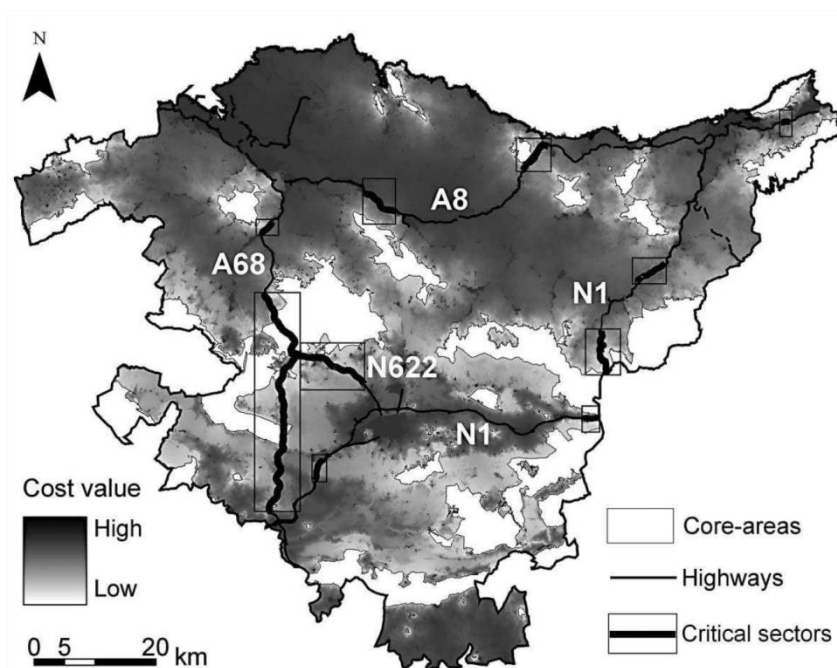 N
A8
A68
N1
N622
N1
Cost value
High
Low
0 5 20 km
Core-areas
Highways
Critical sectors